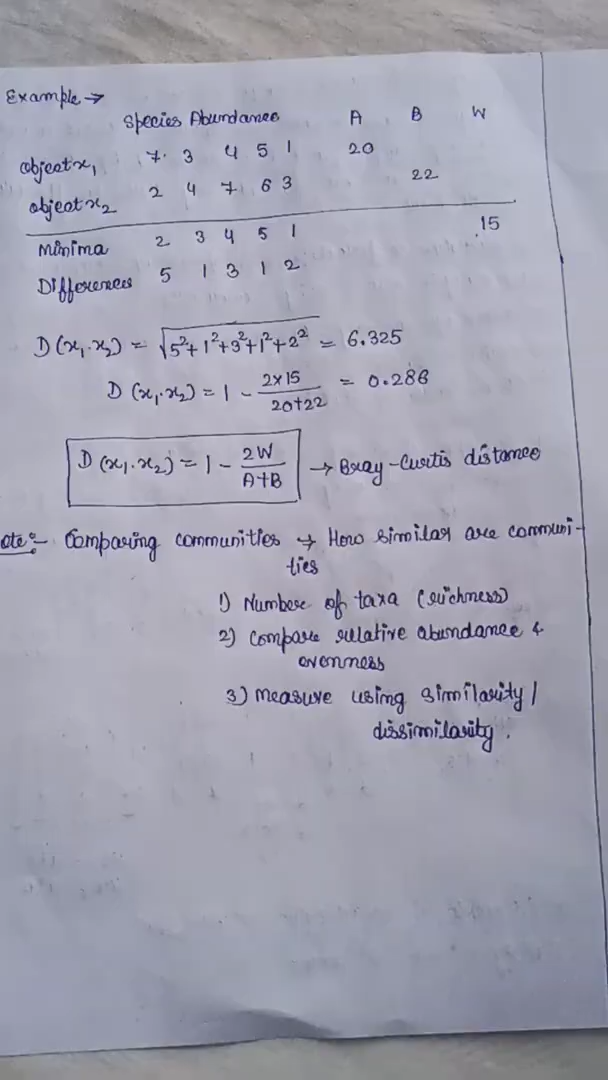 Example →
Species Abundance A B W
object x₁ 7 3 4 5 1 20
object x₂ 2 4 7 6 3 22
Minima 2 3 4 5 1 15
Differences 5 1 3 1 2
D(x₁.x₂) = √5²+1²+3²+1²+2² = 6.325
D(x₁.x₂) = 1 - 2×15/20+22 = 0.286
D(x₁.x₂) = 1 - 2W/A+B → Bray-Curtis distance
ote:- Comparing communities → How similar are communi-
ties
1) Number of taxa (richness)
2) Compare relative abundance &
evenness
3) Measure using similarity/
dissimilarity.